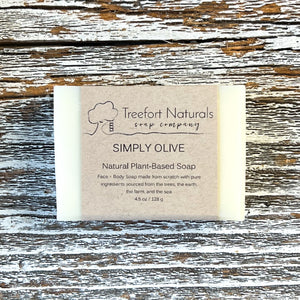 Treefort Naturals
soap company
SIMPLY OLIVE
Natural Plant-Based Soap
Face + Body Soap made from scratch with pure
ingredients sourced from the trees, the earth,
the farm, and the sea
4.5 oz / 128 g